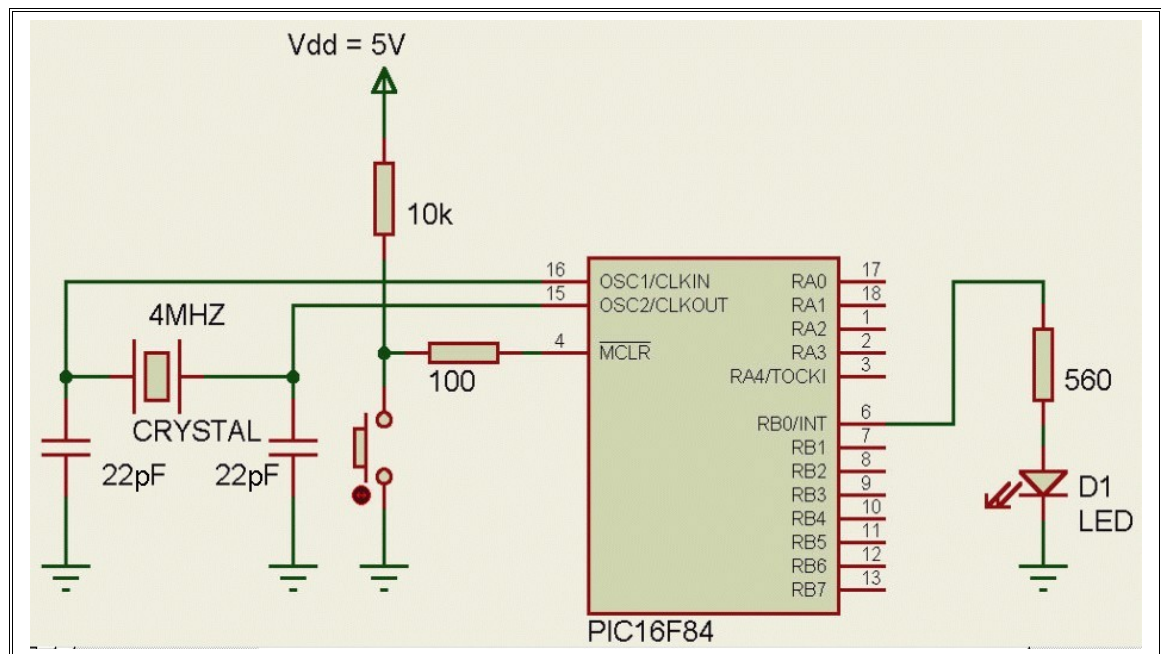 Vdd = 5V
10k
16
OSC1/CLKIN
RA0
17
15
OSC2/CLKOUT
RA1
18
4MHZ
RA2
1
4
MCLR
RA3
2
100
RA4/TOCKI
3
560
CRYSTAL
RB0/INT
6
RB1
7
22pF
22pF
RB2
8
RB3
9
D1
RB4
10
LED
RB5
11
RB6
12
RB7
13
PIC16F84